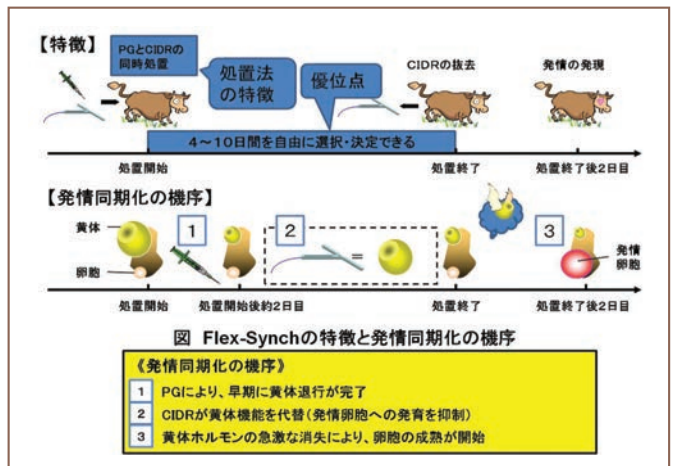 【特徴】
PGとCIDRの
同時処置
処置法
の特徴
優位点
CIDRの抜去
発情の発現
4～10日間を自由に選択・決定できる
処置開始
処置終了
処置終了後2日目
【発情同期化の機序】
黄体
卵胞
1
2
=
3
発情
卵胞
処置開始
処置開始後約2日目
処置終了
処置終了後2日目
図 Flex-Synchの特徴と発情同期化の機序
《発情同期化の機序》
1 PGにより、早期に黄体退行が完了
2 CIDRが黄体機能を代替(発情卵胞への発育を抑制)
3 黄体ホルモンの急激な消失により、卵胞の成熟が開始